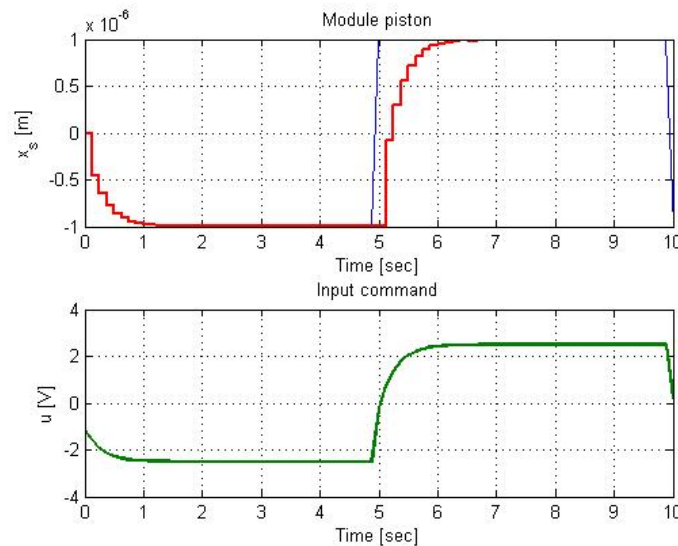 x 10^-6
Module piston
1
0.5
0
-0.5
-1
x_s [m]
0 1 2 3 4 5 6 7 8 9 10
Time [sec]
Input command
4
2
0
-2
-4
u [V]
0 1 2 3 4 5 6 7 8 9 10
Time [sec]